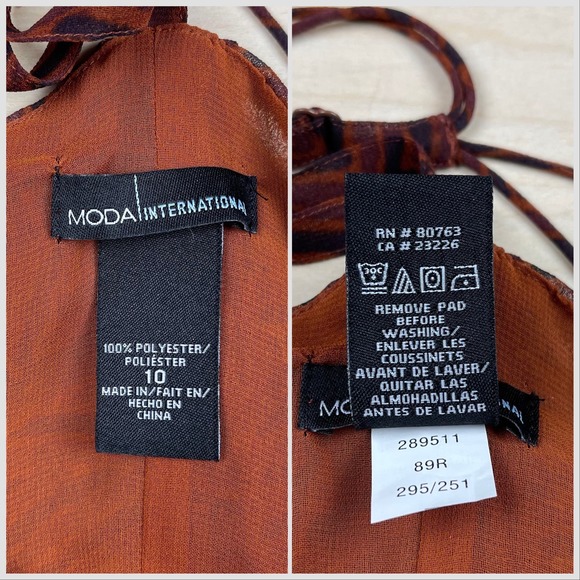 MODA INTERNATIONAL
100% POLYESTER/
POLIÉSTER
10
MADE IN/FAIT EN/
HECHO EN
CHINA
RN # 80763
CA # 23226
30C
REMOVE PAD
BEFORE
WASHING/
ENLEVER LES
COUSSINETS
AVANT DE LAVER/
QUITAR LAS
ALMOHADILLAS
ANTES DE LAVAR
289511
89R
295/251